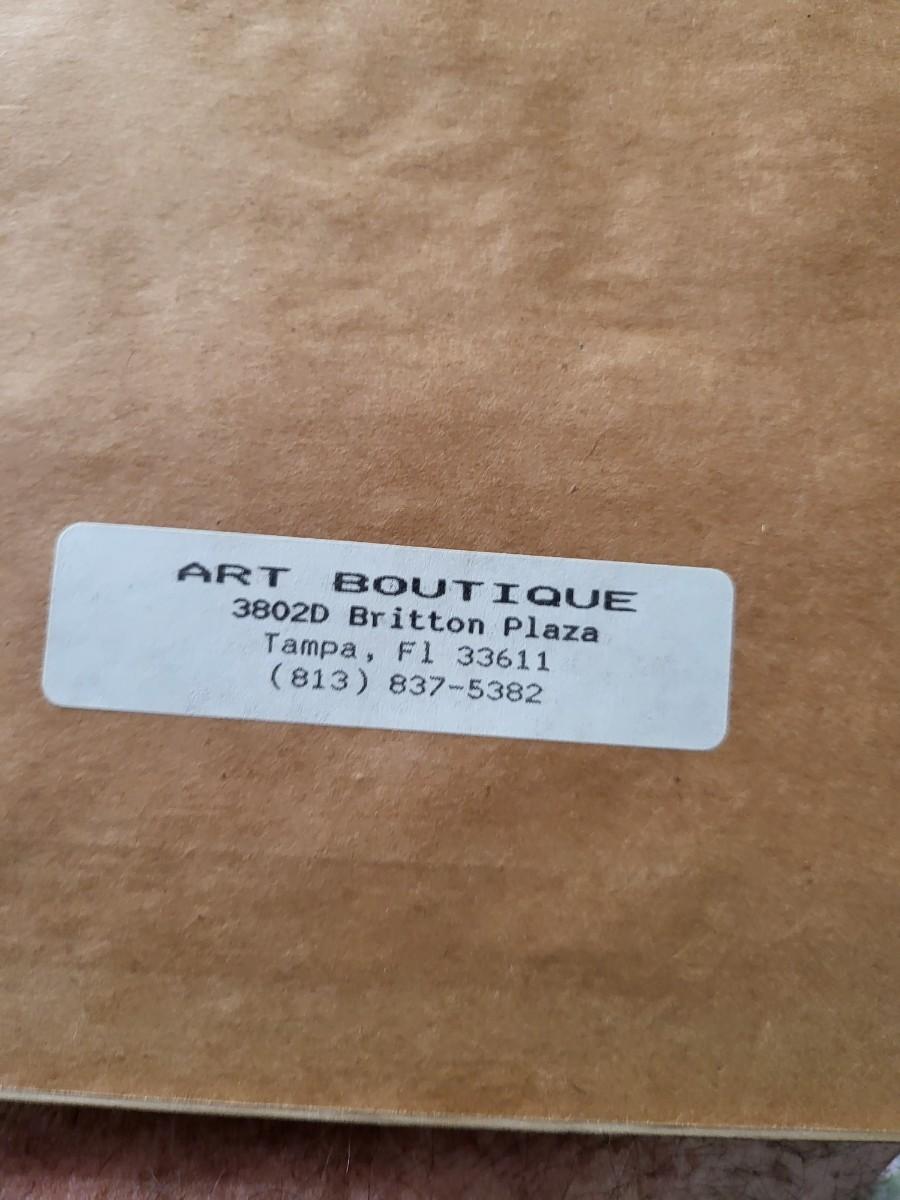 ART BOUTIQUE
3802D Britton Plaza
Tampa, Fl 33611
(813) 837-5382